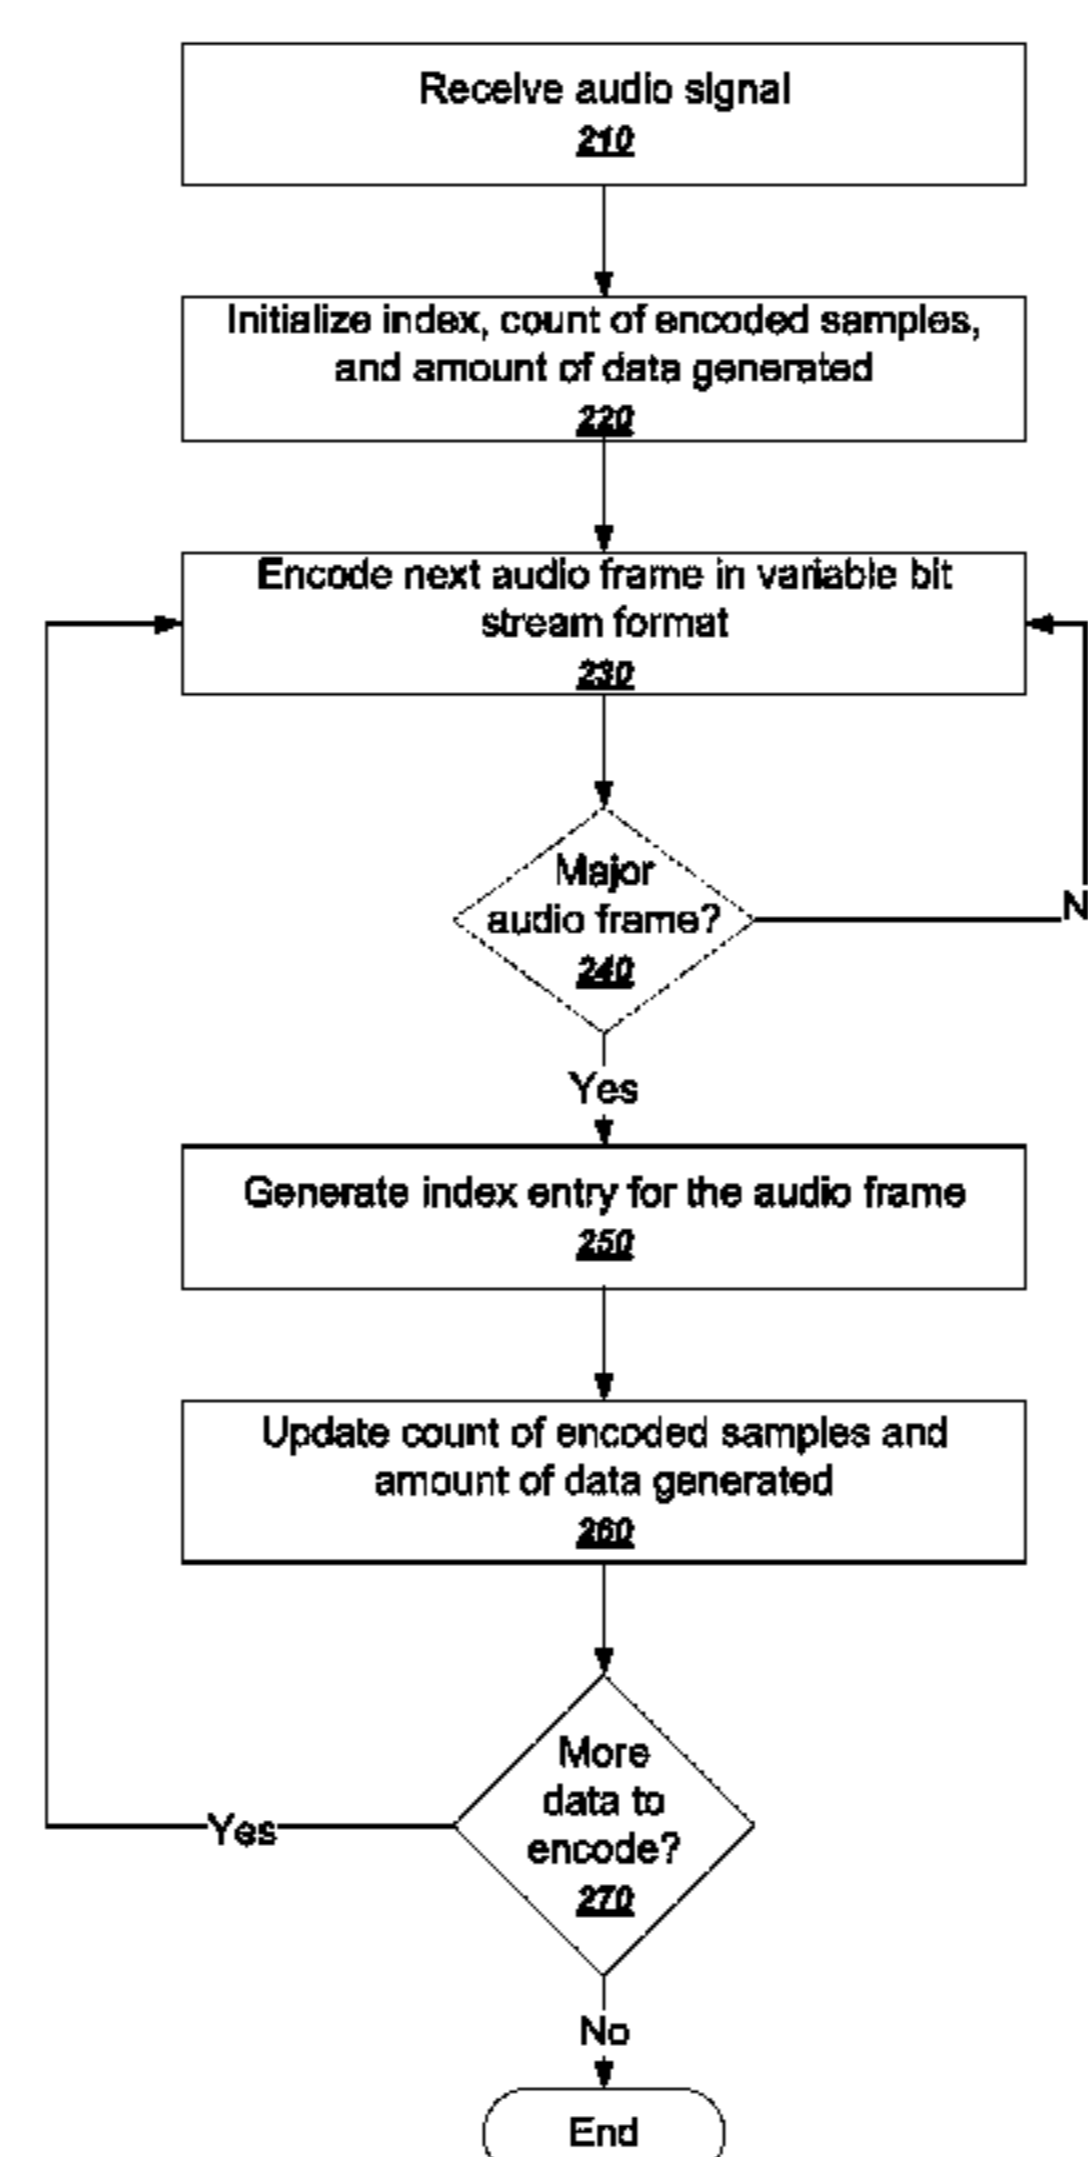 Receive audio signal
210
Initialize index, count of encoded samples,
and amount of data generated
220
Encode next audio frame in variable bit
stream format
230
Major
audio frame?
240
N
Yes
Generate index entry for the audio frame
250
Update count of encoded samples and
amount of data generated
260
More
data to
encode?
270
Yes
No
End